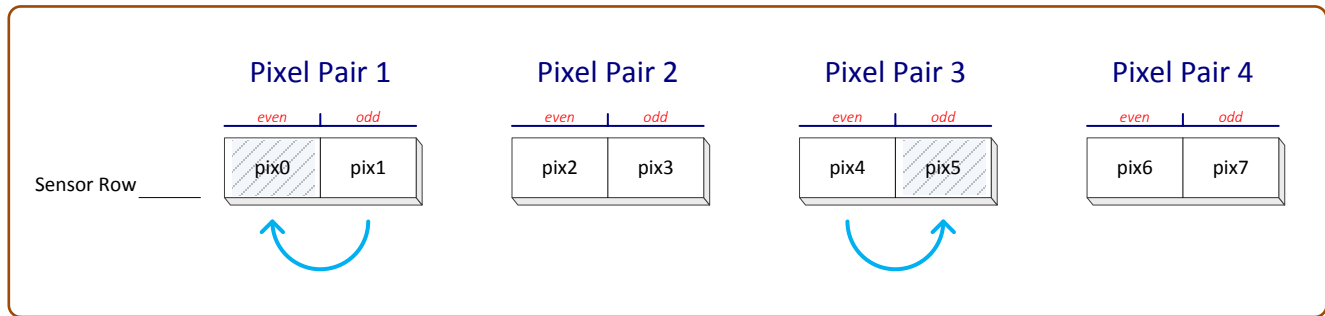 Pixel Pair 1 Pixel Pair 2 Pixel Pair 3 Pixel Pair 4
even odd even odd even odd even odd
Sensor Row pix0 pix1 pix2 pix3 pix4 pix5 pix6 pix7